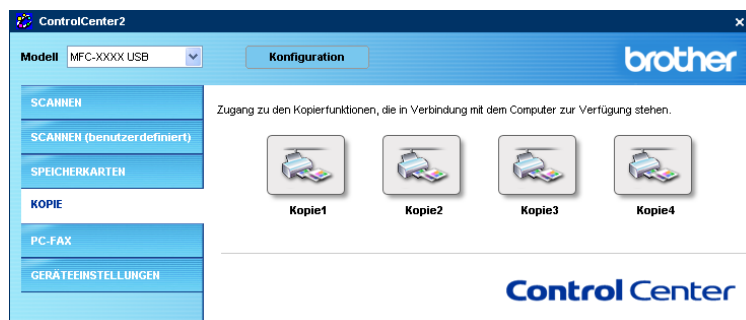 ControlCenter2
Modell MFC-XXXX USB Konfiguration brother
SCANNEN
Zugang zu den Kopierfunktionen, die in Verbindung mit dem Computer zur Verfügung stehen.
SCANNEN (benutzerdefiniert)
SPEICHERKARTEN
KOPIE
Kopie1 Kopie2 Kopie3 Kopie4
PC-FAX
GERÄTEEINSTELLUNGEN
Control Center